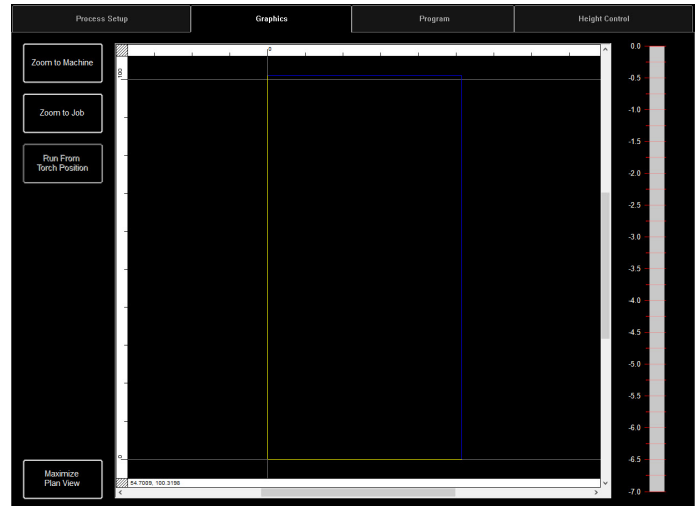 Process Setup
Graphics
Program
Height Control
Zoom to Machine
Zoom to Job
Run From
Torch Position
Maximize
Plan View
0
100
0
54.7009, 100.3198
0.0
-0.5
-1.0
-1.5
-2.0
-2.5
-3.0
-3.5
-4.0
-4.5
-5.0
-5.5
-6.0
-6.5
-7.0